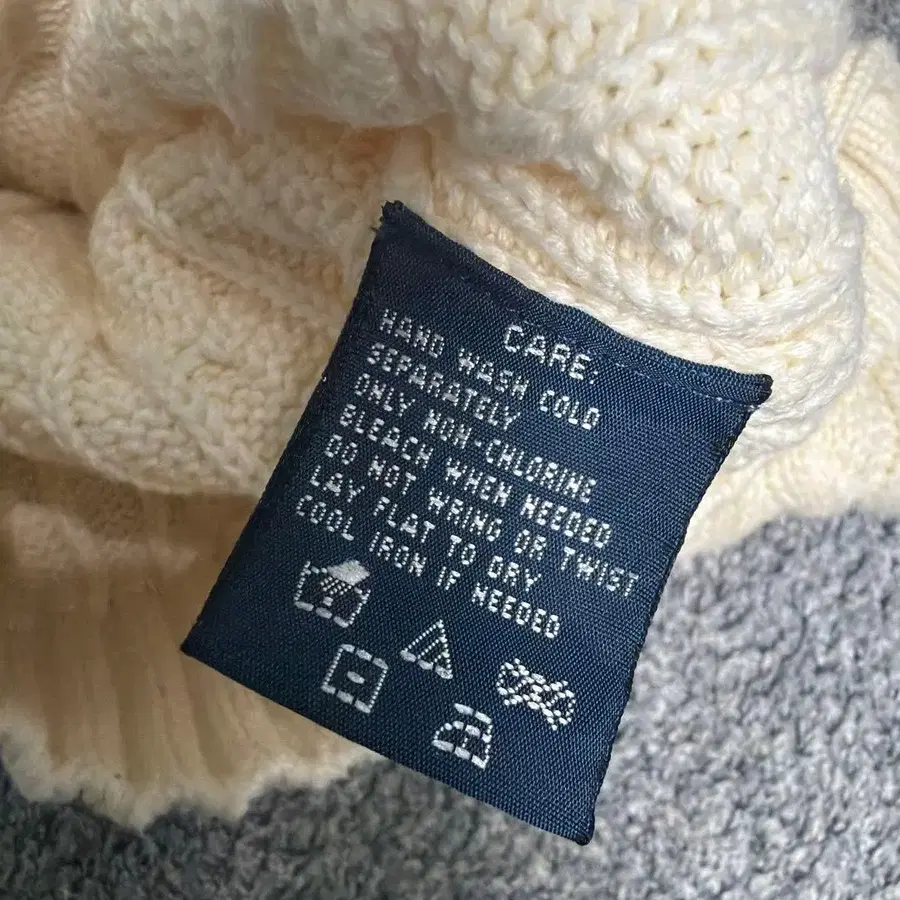 CARE:
HAND WASH COLD
SEPARATELY
ONLY NON-CHLORINE
BLEACH WHEN NEEDED
DO NOT WRING OR TWIST
LAY FLAT TO DRY
COOL IRON IF NEEDED